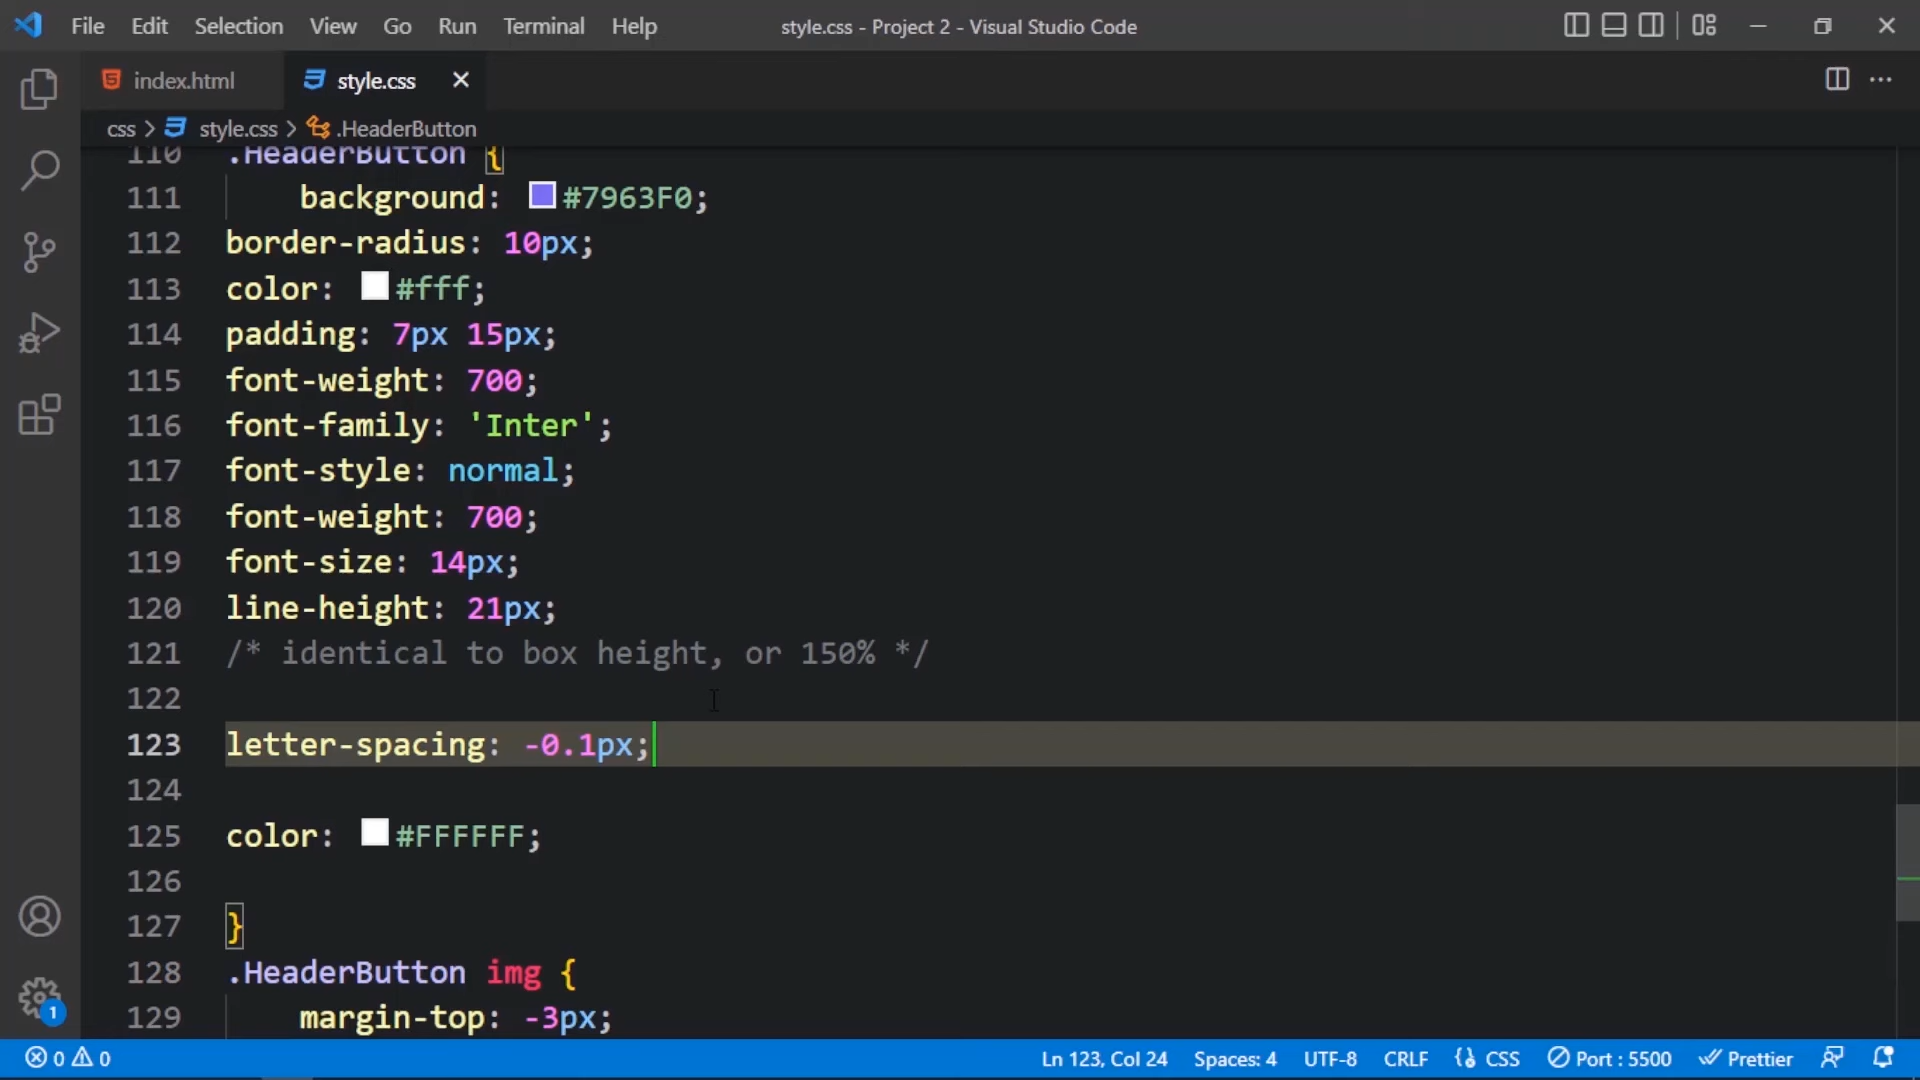 File Edit Selection View Go Run Terminal Help style.css - Project 2 - Visual Studio Code
index.html style.css
css > style.css > .HeaderButton
110 .HeaderButton {
111 background: #7963F0;
112 border-radius: 10px;
113 color: #fff;
114 padding: 7px 15px;
115 font-weight: 700;
116 font-family: 'Inter';
117 font-style: normal;
118 font-weight: 700;
119 font-size: 14px;
120 line-height: 21px;
121 /* identical to box height, or 150% */
122
123 letter-spacing: -0.1px;
124
125 color: #FFFFFF;
126
127 }
128 .HeaderButton img {
129 margin-top: -3px;
1
0 0 Ln 123, Col 24 Spaces: 4 UTF-8 CRLF CSS Port : 5500 Prettier